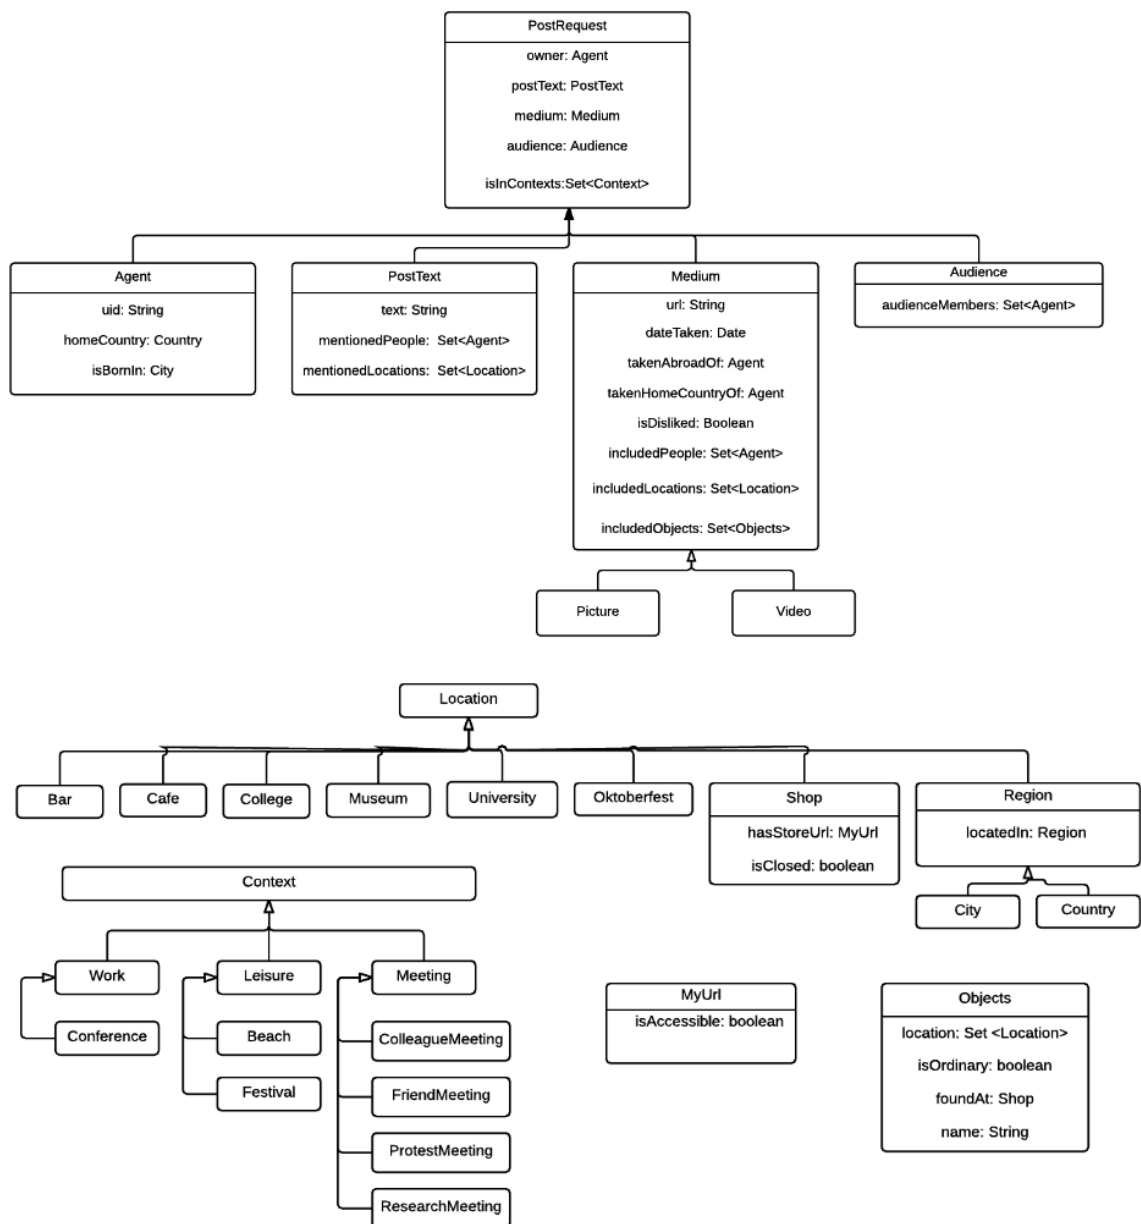 PostRequest
owner: Agent
postText: PostText
medium: Medium
audience: Audience
isInContexts:Set<Context>
Agent
uid: String
homeCountry: Country
isBornIn: City
PostText
text: String
mentionedPeople: Set<Agent>
mentionedLocations: Set<Location>
Medium
url: String
dateTaken: Date
takenAbroadOf: Agent
takenHomeCountryOf: Agent
isDisliked: Boolean
includedPeople: Set<Agent>
includedLocations: Set<Location>
includedObjects: Set<Objects>
Audience
audienceMembers: Set<Agent>
Picture
Video
Location
Bar
Cafe
College
Museum
University
Oktoberfest
Shop
hasStoreUrl: MyUrl
isClosed: boolean
Region
locatedIn: Region
City
Country
Context
Work
Conference
Leisure
Beach
Festival
Meeting
ColleagueMeeting
FriendMeeting
ProtestMeeting
ResearchMeeting
MyUrl
isAccessible: boolean
Objects
location: Set <Location>
isOrdinary: boolean
foundAt: Shop
name: String